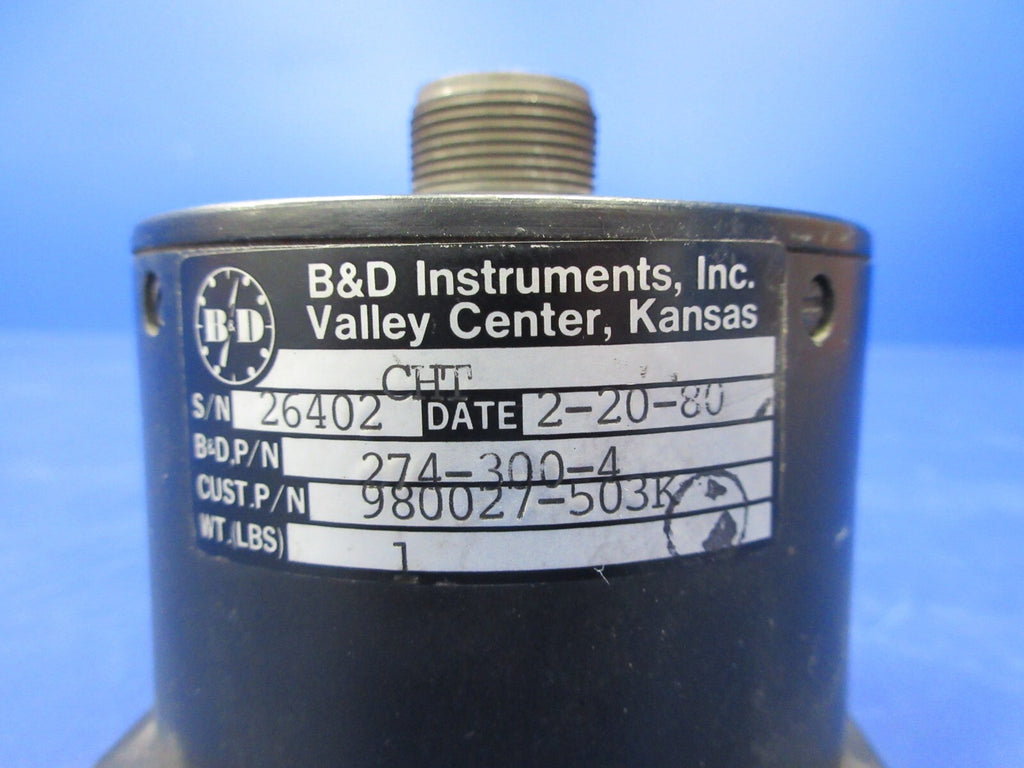 B&D Instruments, Inc.
Valley Center, Kansas
B&D
CHT
S/N 26402 DATE 2-20-80
B&D.P/N 274-300-4
CUST.P/N 980027-503K
WT.(LBS) 1